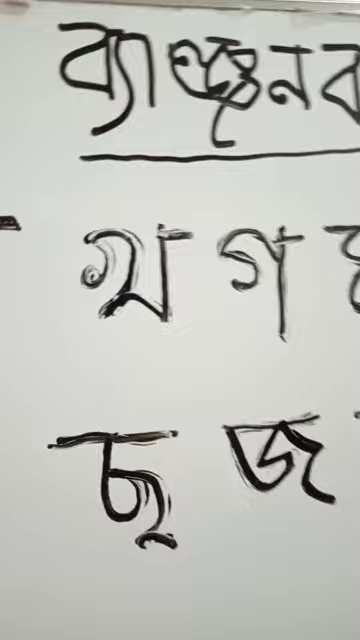 ব্যঞ্জনব
খ গ
ছ জ